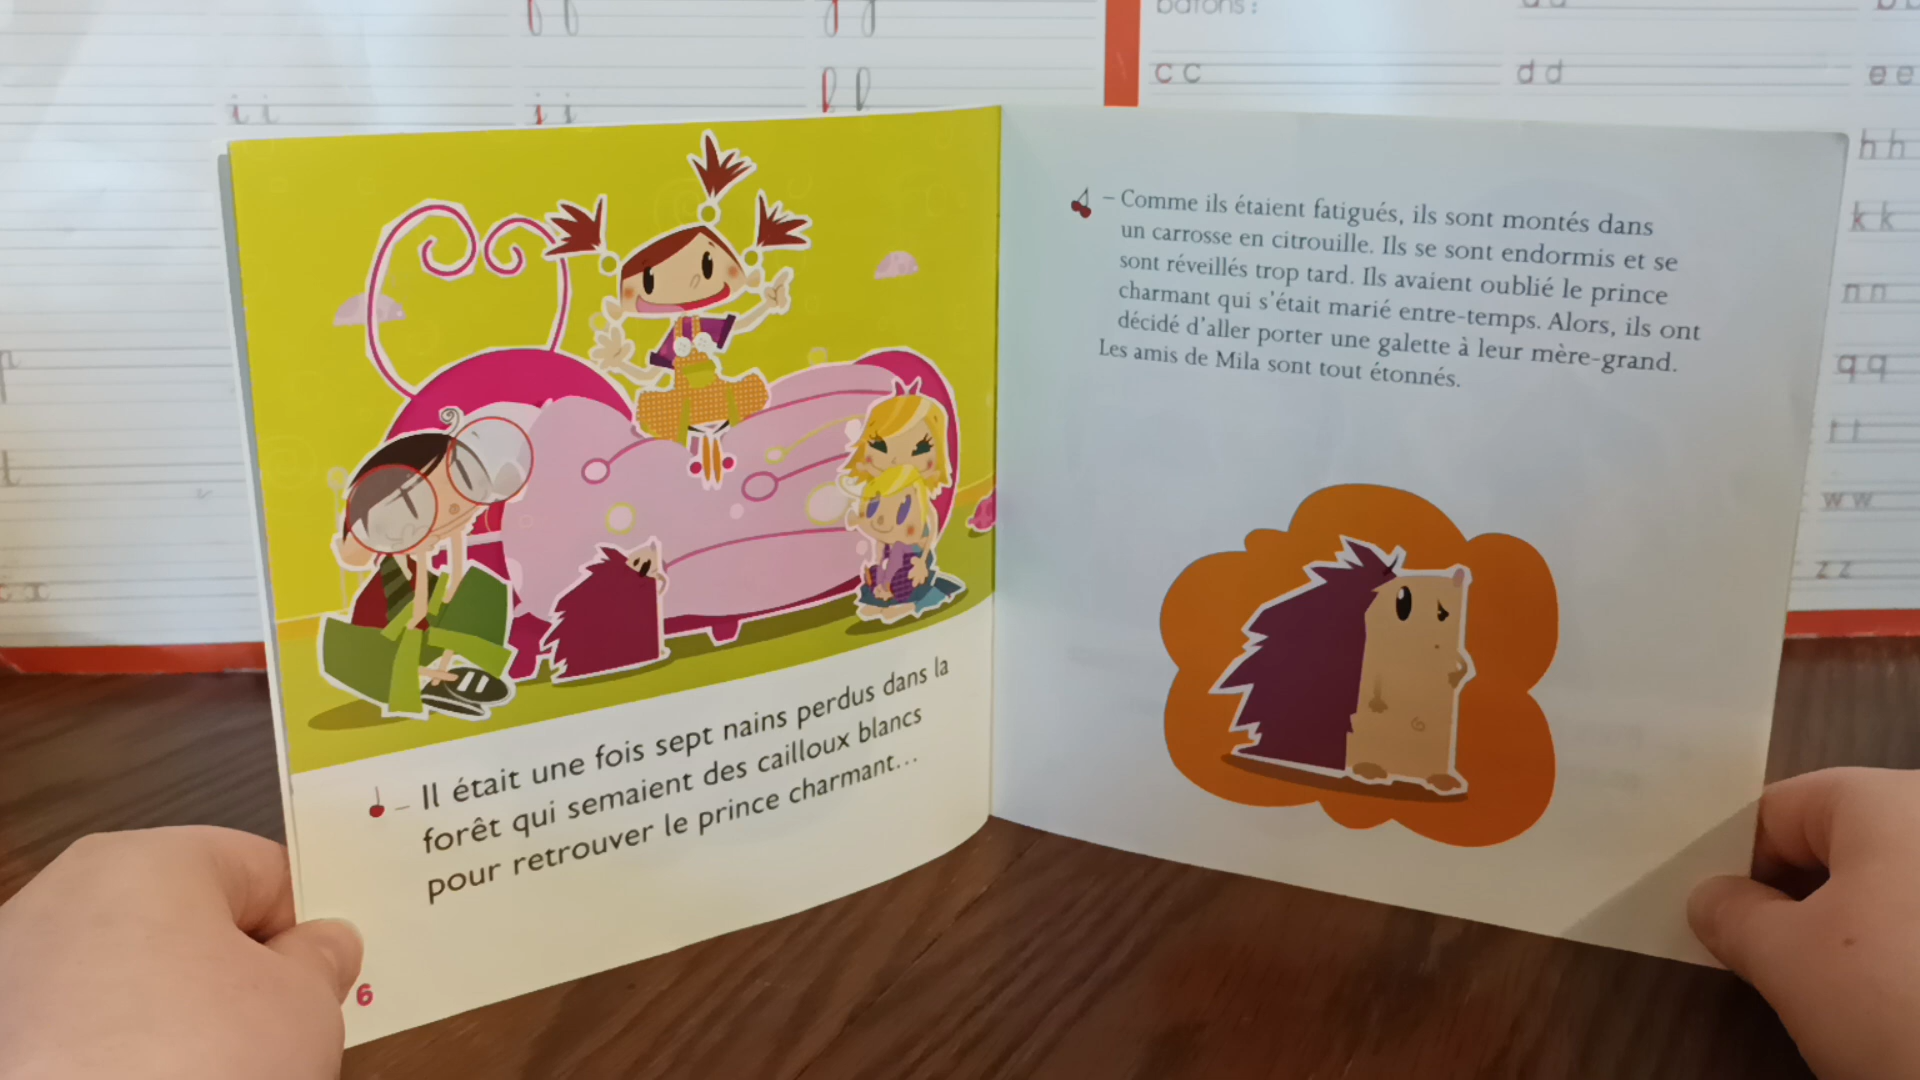 batons :
c c
d d
e e
i i
j j
l l
h h
k k
n n
q q
t t
w w
z z
– Il était une fois sept nains perdus dans la
forêt qui semaient des cailloux blancs
pour retrouver le prince charmant...
6
– Comme ils étaient fatigués, ils sont montés dans
un carrosse en citrouille. Ils se sont endormis et se
sont réveillés trop tard. Ils avaient oublié le prince
charmant qui s'était marié entre-temps. Alors, ils ont
décidé d'aller porter une galette à leur mère-grand.
Les amis de Mila sont tout étonnés.